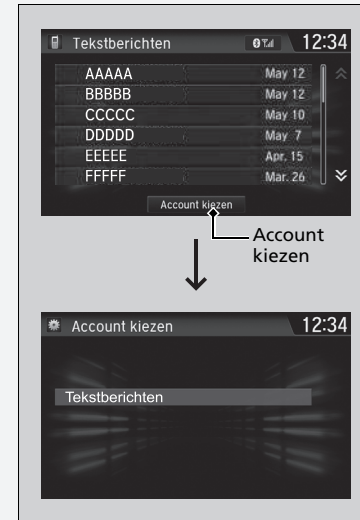 Tekstberichten 12:34
AAAAA May 12
BBBBB May 12
CCCCC May 10
DDDDD May 7
EEEEE Apr. 15
FFFFF Mar. 26
Account kiezen
Account
kiezen
Account kiezen 12:34
Tekstberichten